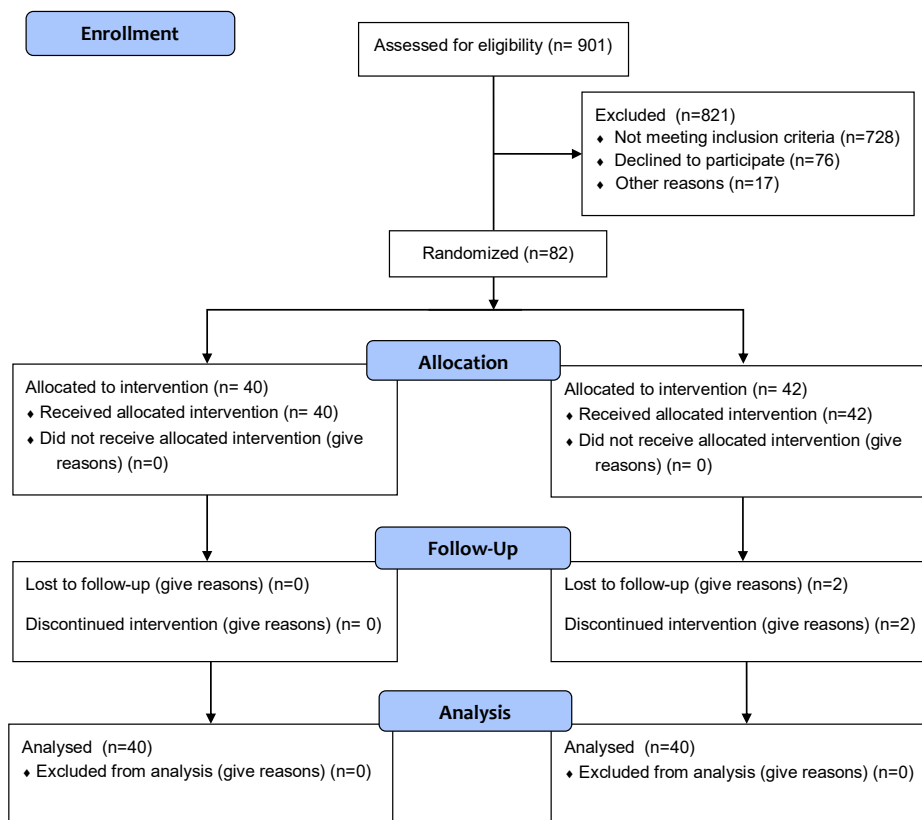 Enrollment
Assessed for eligibility (n= 901)
Excluded (n=821)
♦ Not meeting inclusion criteria (n=728)
♦ Declined to participate (n=76)
♦ Other reasons (n=17)
Randomized (n=82)
Allocation
Allocated to intervention (n= 40)
♦ Received allocated intervention (n= 40)
♦ Did not receive allocated intervention (give
reasons) (n=0)
Allocated to intervention (n= 42)
♦ Received allocated intervention (n=42)
♦ Did not receive allocated intervention (give
reasons) (n= 0)
Follow-Up
Lost to follow-up (give reasons) (n=0)
Discontinued intervention (give reasons) (n= 0)
Lost to follow-up (give reasons) (n=2)
Discontinued intervention (give reasons) (n=2)
Analysis
Analysed (n=40)
♦ Excluded from analysis (give reasons) (n=0)
Analysed (n=40)
♦ Excluded from analysis (give reasons) (n=0)